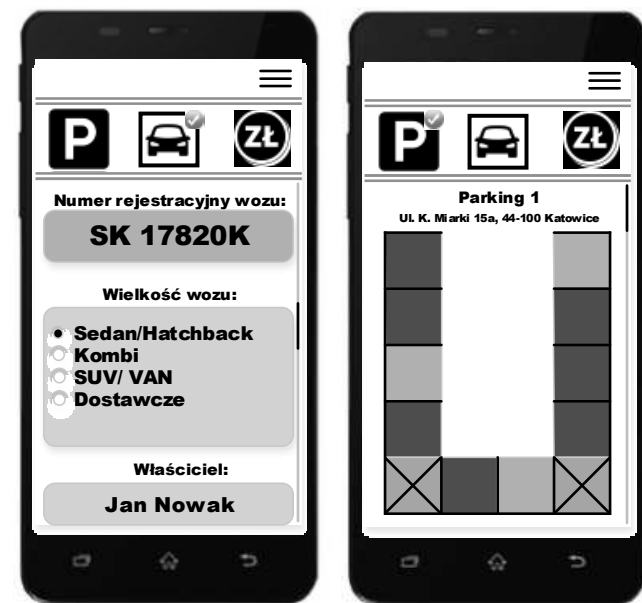 P
ZŁ
Numer rejestracyjny wozu:
SK 17820K
Wielkość wozu:
Sedan/Hatchback
Kombi
SUV/ VAN
Dostawcze
Właściciel:
Jan Nowak
P
ZŁ
Parking 1
Ul. K. Miarki 15a, 44-100 Katowice